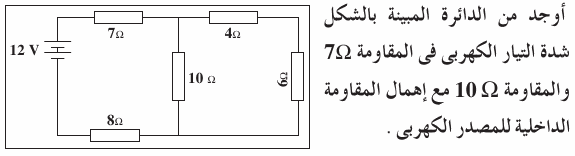 أوجد من الدائرة المبينة بالشكل
شدة التيار الكهربى فى المقاومة 7Ω
والمقاومة 10 Ω مع إهمال المقاومة
الداخلية للمصدر الكهربى .
7Ω
4Ω
12 V
10 Ω
6Ω
8Ω